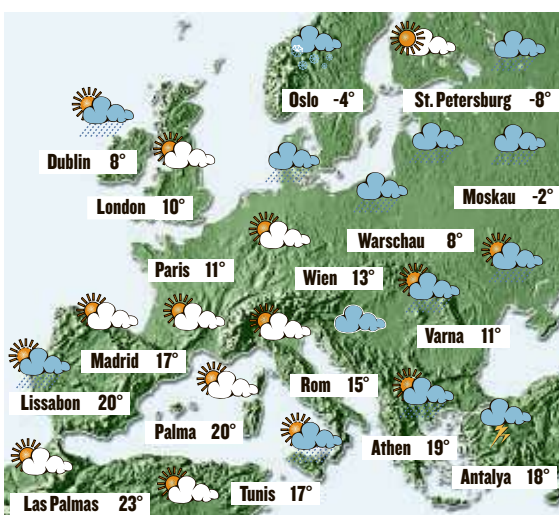 Oslo -4°
St. Petersburg -8°
Dublin 8°
London 10°
Moskau -2°
Warschau 8°
Paris 11°
Wien 13°
Varna 11°
Madrid 17°
Rom 15°
Lissabon 20°
Palma 20°
Athen 19°
Antalya 18°
Las Palmas 23°
Tunis 17°